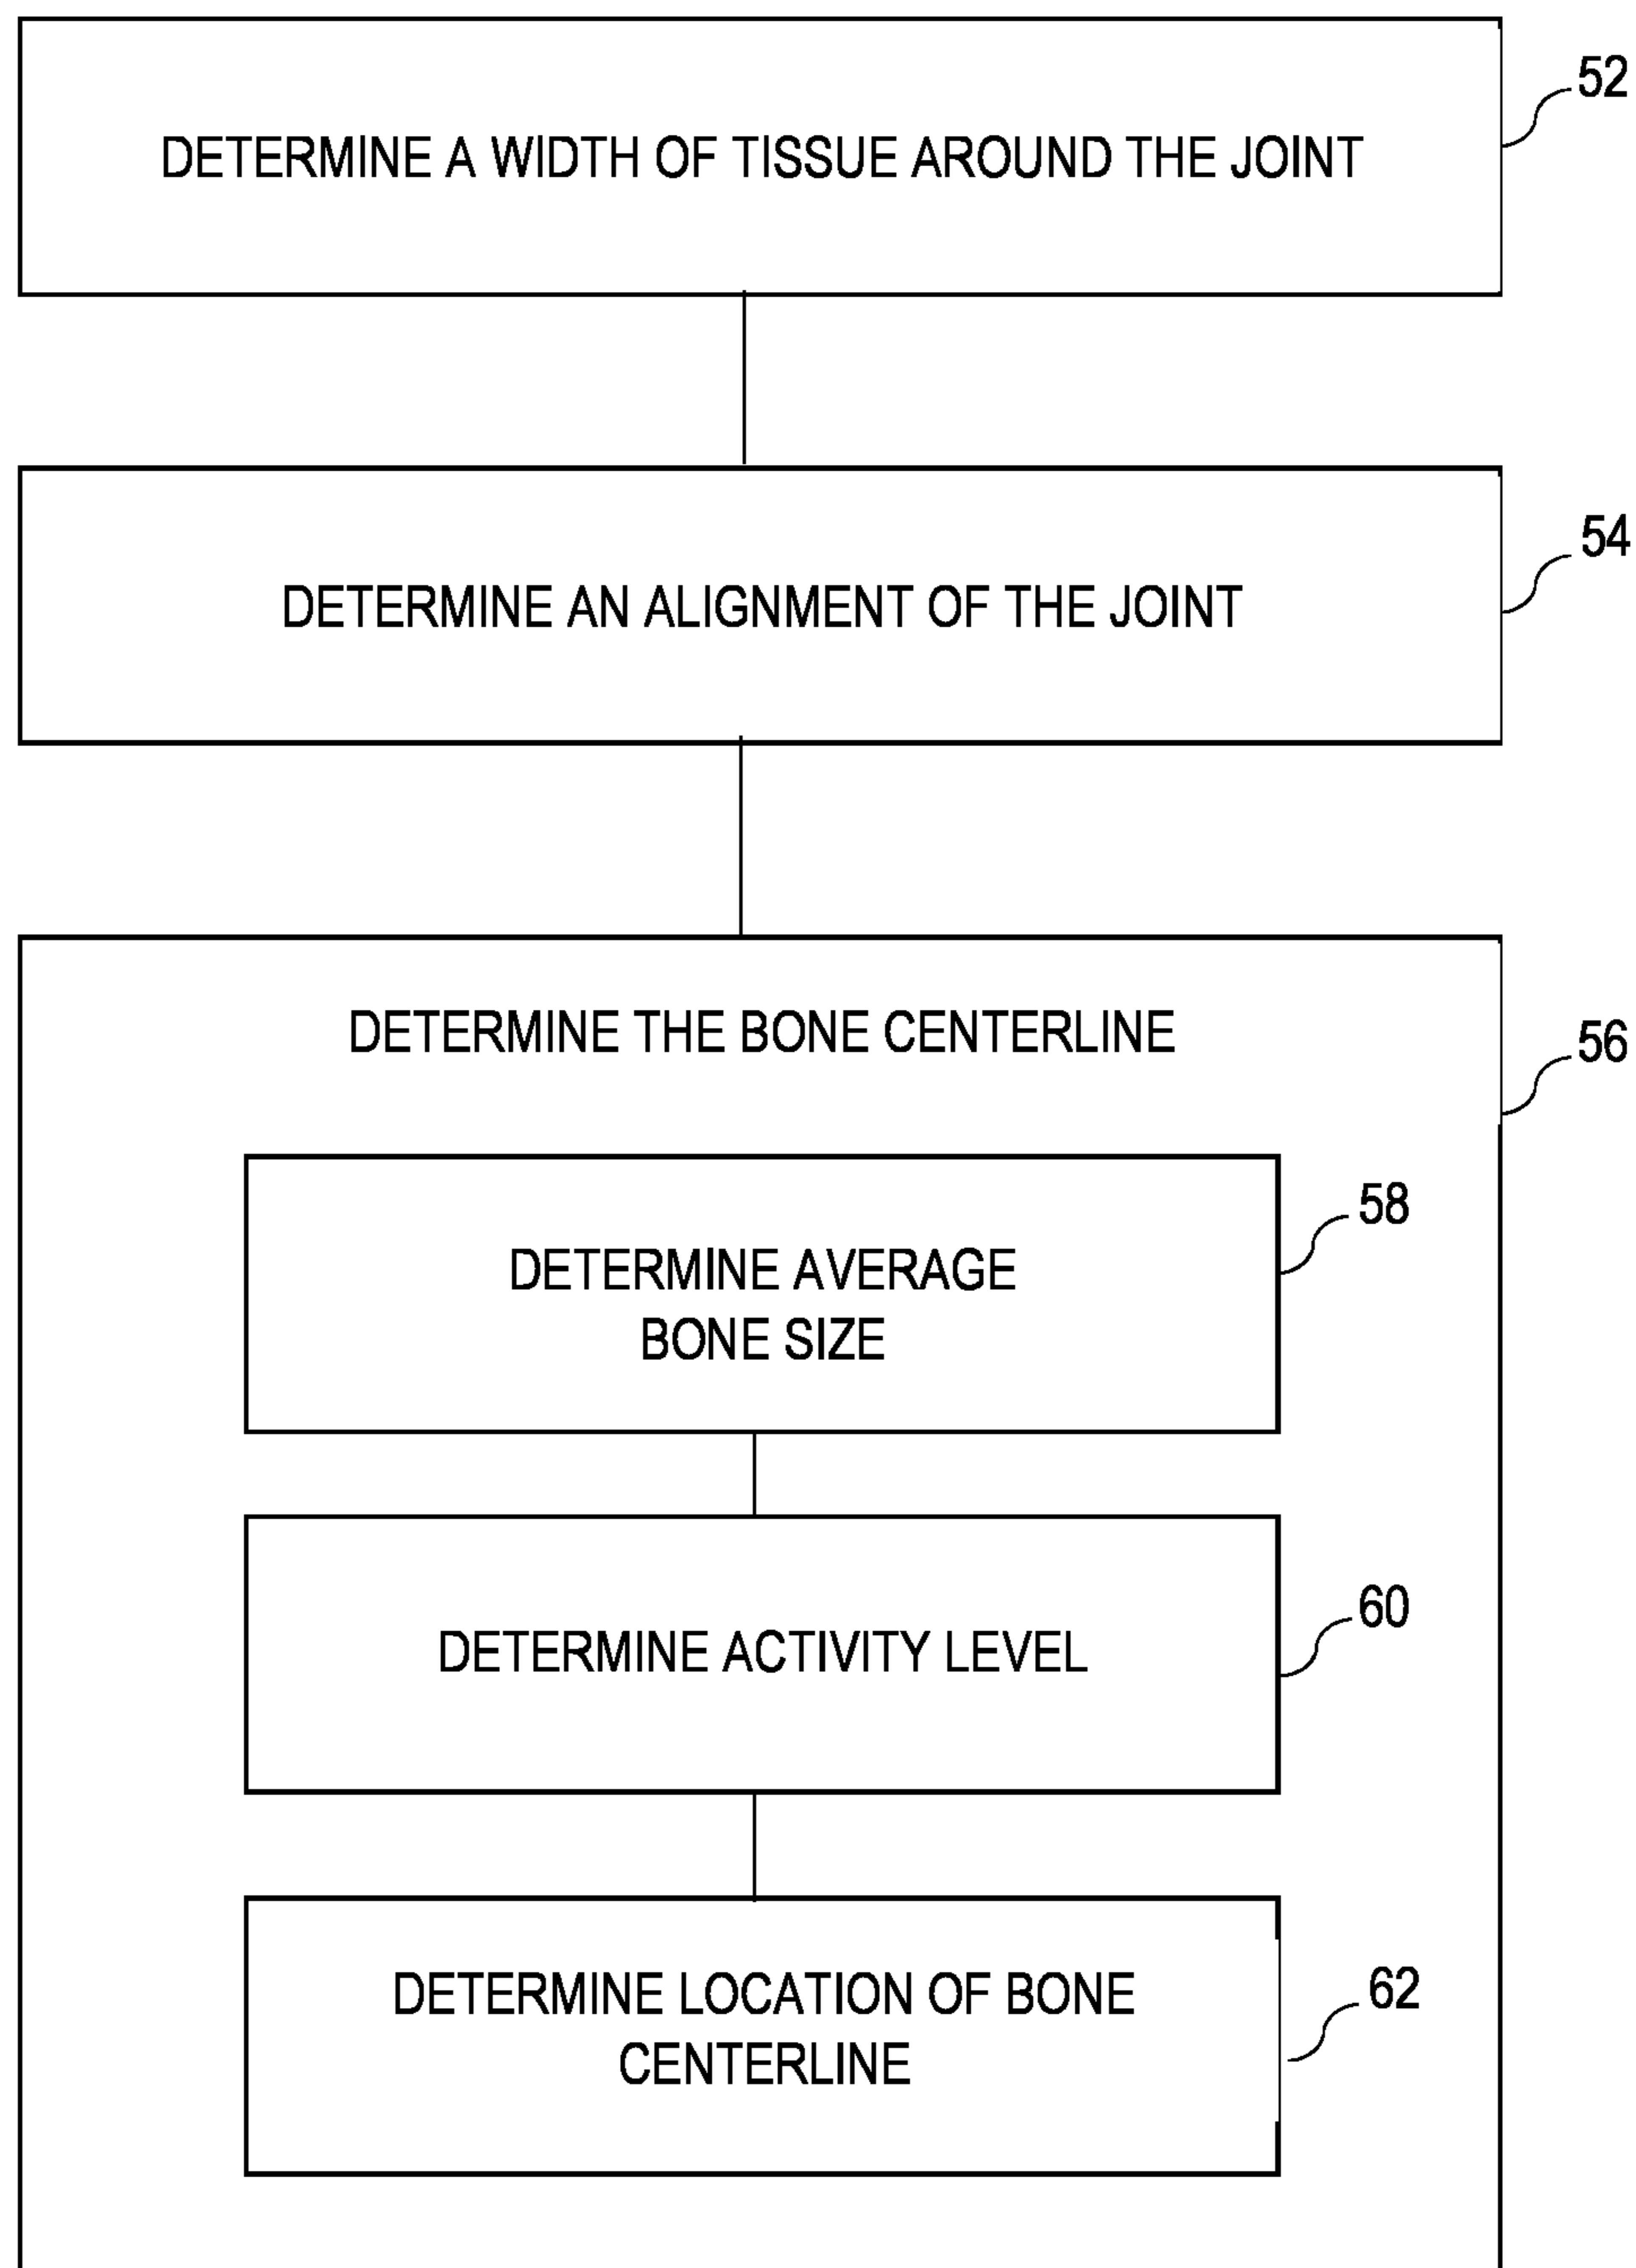 52
DETERMINE A WIDTH OF TISSUE AROUND THE JOINT
54
DETERMINE AN ALIGNMENT OF THE JOINT
56
DETERMINE THE BONE CENTERLINE
58
DETERMINE AVERAGE
BONE SIZE
60
DETERMINE ACTIVITY LEVEL
62
DETERMINE LOCATION OF BONE
CENTERLINE